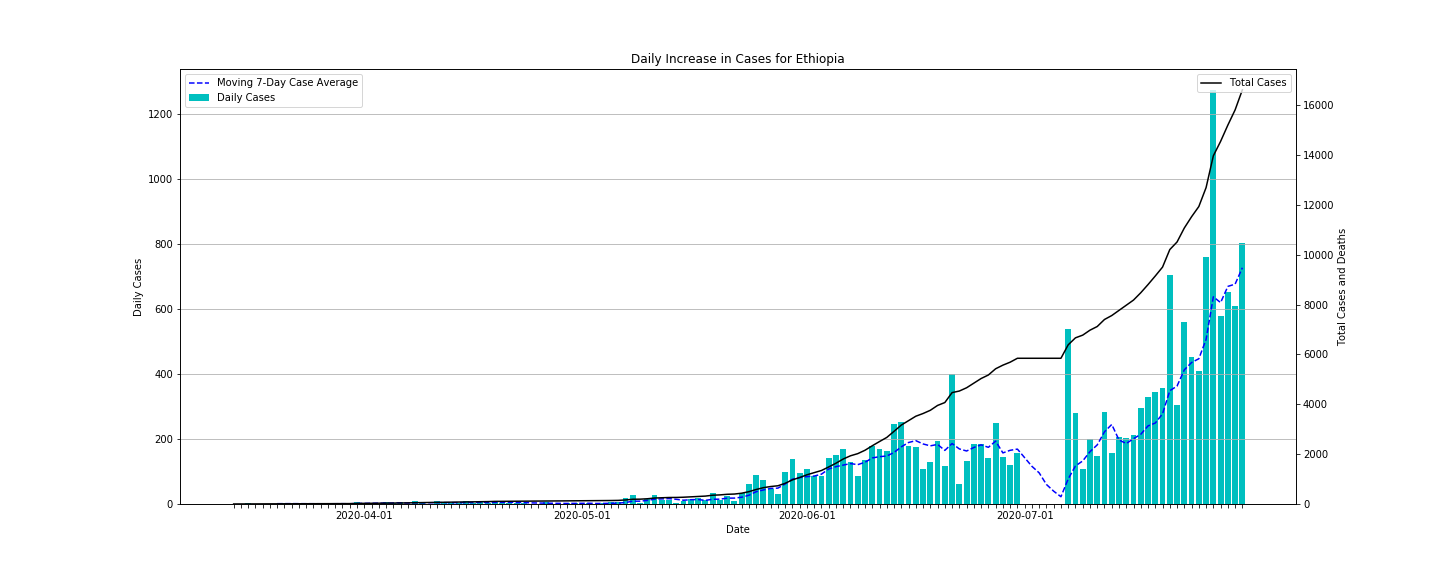 Daily Increase in Cases for Ethiopia
Moving 7-Day Case Average
Daily Cases
Total Cases
1200
1000
800
600
400
200
0
Daily Cases
16000
14000
12000
10000
8000
6000
4000
2000
0
Total Cases and Deaths
2020-04-01
2020-05-01
2020-06-01
2020-07-01
Date